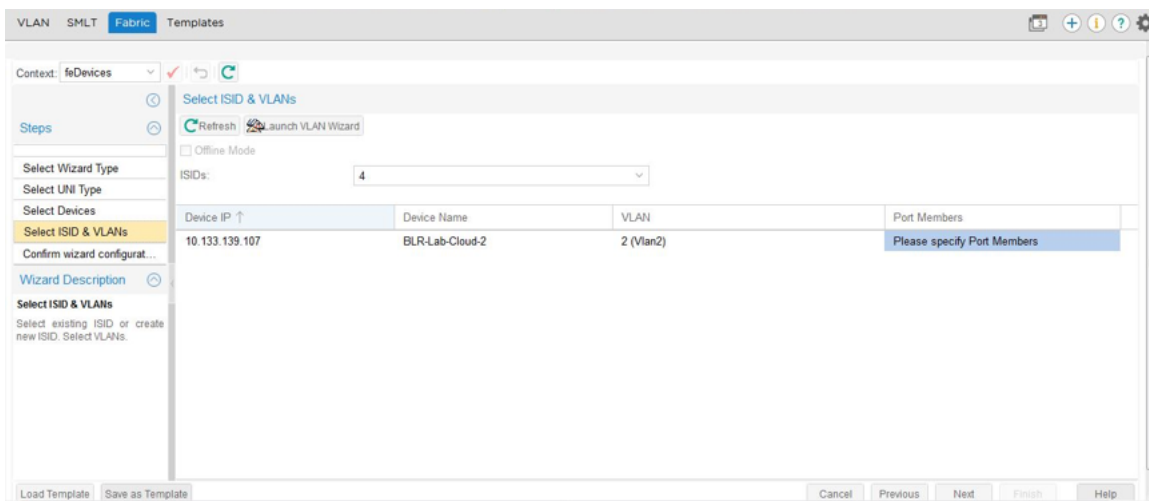 VLAN SMLT Fabric Templates
3 + i ?
Context: feDevices
Select ISID & VLANs
Steps
Refresh Launch VLAN Wizard
Offline Mode
Select Wizard Type
ISIDs: 4
Select UNI Type
Select Devices
Device IP ↑ Device Name VLAN Port Members
Select ISID & VLANs
10.133.139.107 BLR-Lab-Cloud-2 2 (Vlan2) Please specify Port Members
Confirm wizard configurat...
Wizard Description
Select ISID & VLANs
Select existing ISID or create
new ISID. Select VLANs.
Load Template Save as Template Cancel Previous Next Finish Help